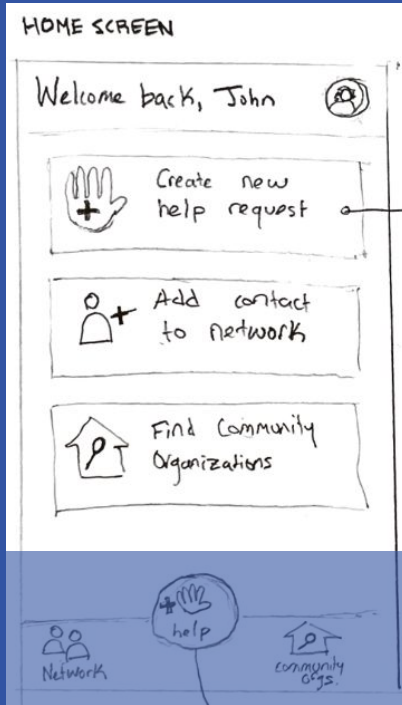 HOME SCREEN
Welcome back, John
Create new
help request
Add contact
to network
Find Community
Organizations
help
Network
community
orgs.